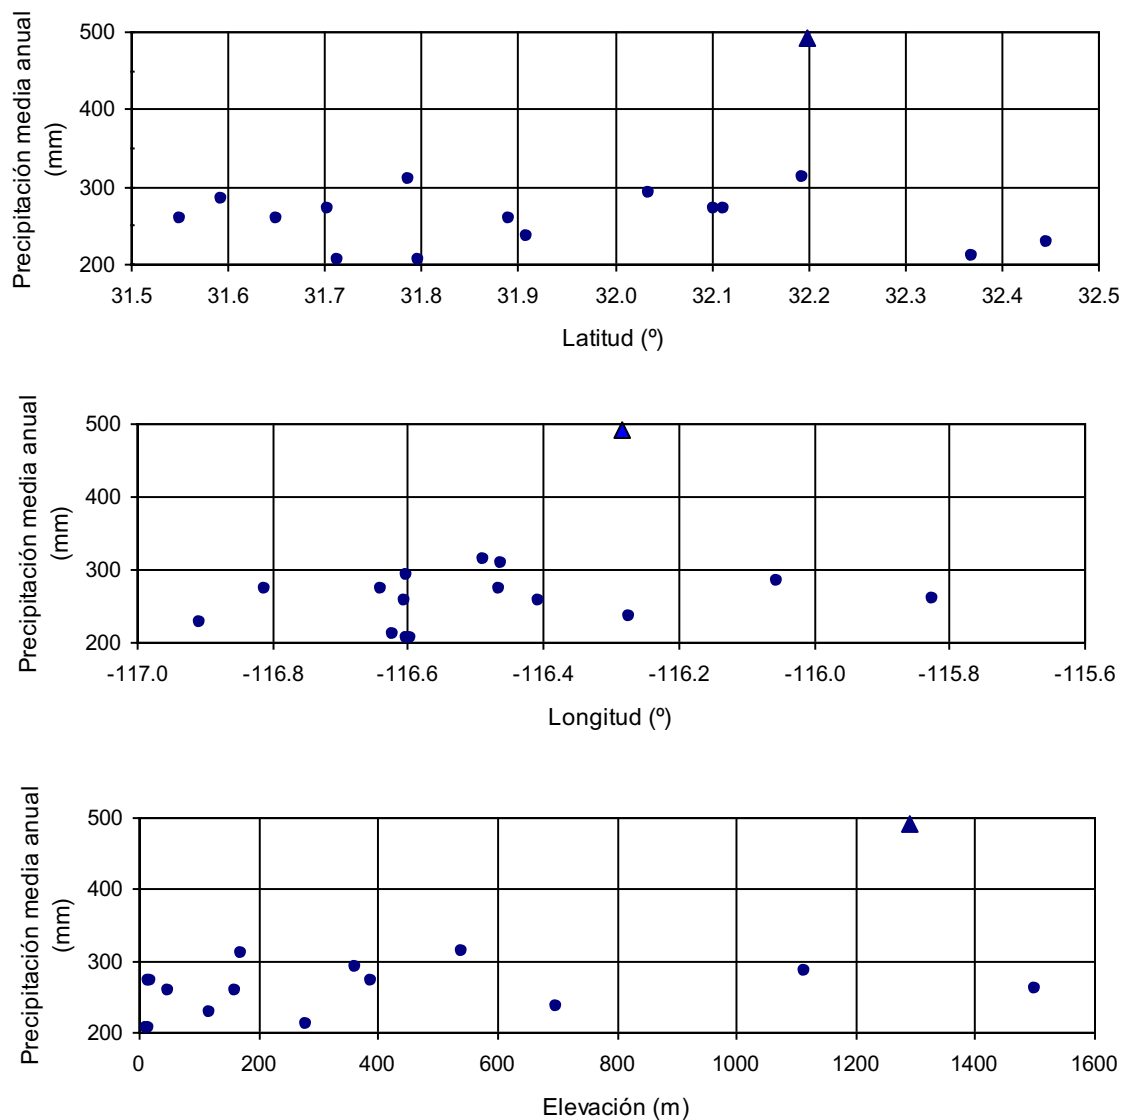 Precipitación media anual
(mm)
500
400
300
200
31.5 31.6 31.7 31.8 31.9 32.0 32.1 32.2 32.3 32.4 32.5
Latitud (º)
Precipitación media anual
(mm)
500
400
300
200
-117.0 -116.8 -116.6 -116.4 -116.2 -116.0 -115.8 -115.6
Longitud (º)
Precipitación media anual
(mm)
500
400
300
200
0 200 400 600 800 1000 1200 1400 1600
Elevación (m)